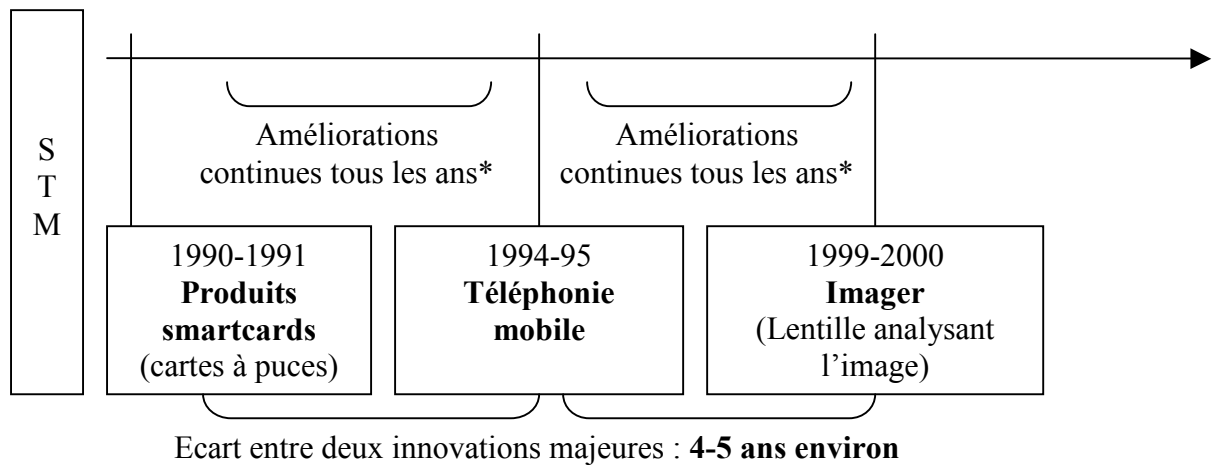 S
T
M
Améliorations
continues tous les ans*
Améliorations
continues tous les ans*
1990-1991
Produits
smartcards
(cartes à puces)
1994-95
Téléphonie
mobile
1999-2000
Imager
(Lentille analysant
l’image)
Ecart entre deux innovations majeures : 4-5 ans environ